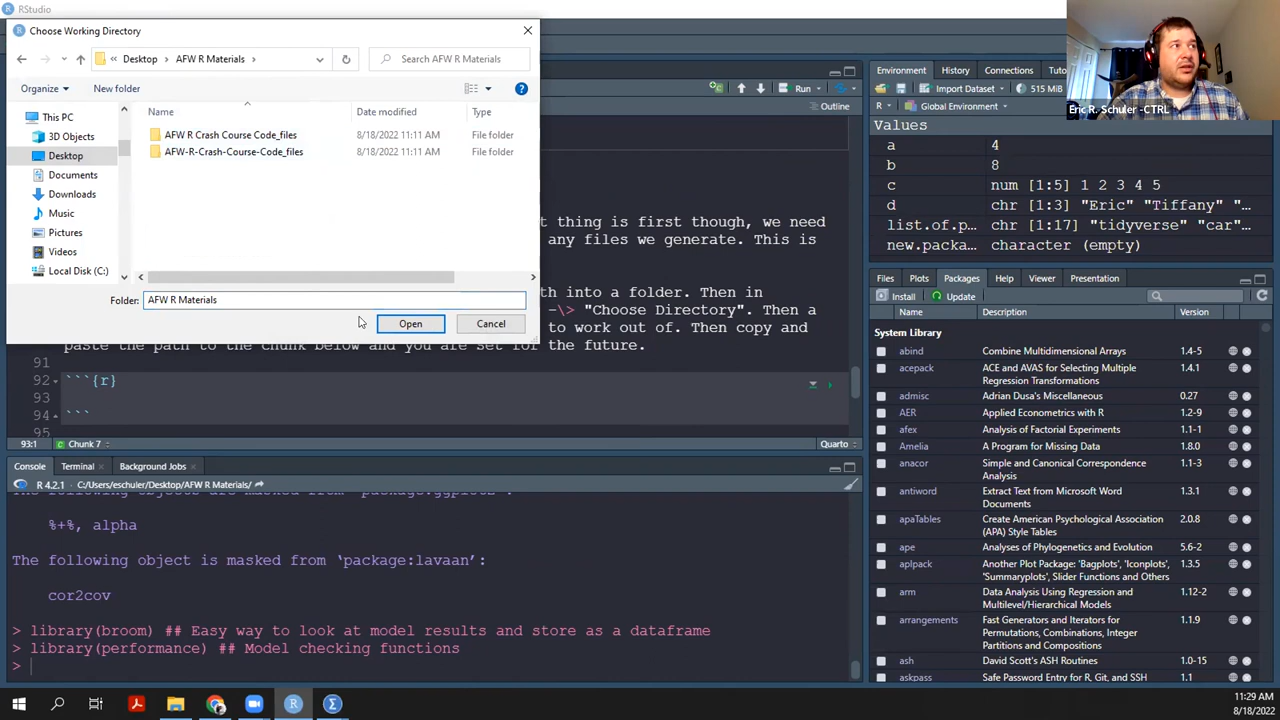 RStudio
Choose Working Directory
« Desktop › AFW R Materials ›
Search AFW R Materials
Organize
New folder
Name
Date modified
Type
AFW R Crash Course Code_files
8/18/2022 11:11 AM
File folder
AFW-R-Crash-Course-Code_files
8/18/2022 11:11 AM
File folder
This PC
3D Objects
Desktop
Documents
Downloads
Music
Pictures
Videos
Local Disk (C:)
Folder:
AFW R Materials
Open
Cancel
Run
Outline
t thing is first though, we need
any files we generate. This is
th into a folder. Then in
-\> "Choose Directory". Then a
to work out of. Then copy and
paste the path to the chunk below and you are set for the future.
91
92
```{r}
93
94
```
95
93:1
Chunk 7
Quarto
Console
Terminal
Background Jobs
R 4.2.1 · C:/Users/eschuler/Desktop/AFW R Materials/
%+%, alpha
The following object is masked from ‘package:lavaan’:
cor2cov
> library(broom) ## Easy way to look at model results and store as a dataframe
> library(performance) ## Model checking functions
>
Environment
History
Connections
Tuto
Import Dataset
515 MiB
R
Global Environment
Values
a
4
b
8
c
num [1:5] 1 2 3 4 5
d
chr [1:3] "Eric" "Tiffany" "…
list.of.p…
chr [1:17] "tidyverse" "car"…
new.packa…
character (empty)
Files
Plots
Packages
Help
Viewer
Presentation
Install
Update
Name
Description
Version
System Library
abind
Combine Multidimensional Arrays
1.4-5
acepack
ACE and AVAS for Selecting Multiple
Regression Transformations
1.4.1
admisc
Adrian Dusa's Miscellaneous
0.27
AER
Applied Econometrics with R
1.2-9
afex
Analysis of Factorial Experiments
1.1-1
Amelia
A Program for Missing Data
1.8.0
anacor
Simple and Canonical Correspondence
Analysis
1.1-3
antiword
Extract Text from Microsoft Word
Documents
1.3.1
apaTables
Create American Psychological Association
(APA) Style Tables
2.0.8
ape
Analyses of Phylogenetics and Evolution
5.6-2
aplpack
Another Plot Package: 'Bagplots', 'Iconplots',
'Summaryplots', Slider Functions and Others
1.3.5
arm
Data Analysis Using Regression and
Multilevel/Hierarchical Models
1.12-2
arrangements
Fast Generators and Iterators for
Permutations, Combinations, Integer
Partitions and Compositions
1.1.9
ash
David Scott's ASH Routines
1.0-15
askpass
Safe Password Entry for R, Git, and SSH
1.1
Eric R. Schuler -CTRL
11:29 AM
8/18/2022